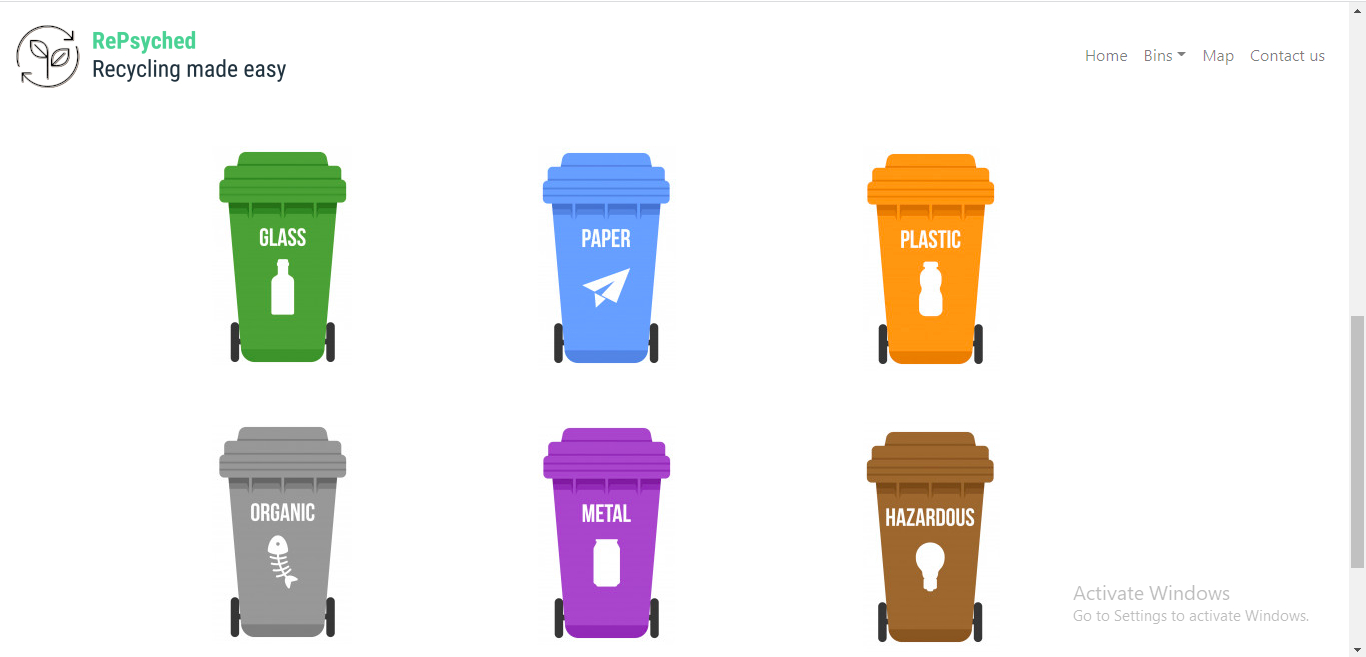 RePsyched
Recycling made easy
Home Bins Map Contact us
GLASS
PAPER
PLASTIC
ORGANIC
METAL
HAZARDOUS
Activate Windows
Go to Settings to activate Windows.